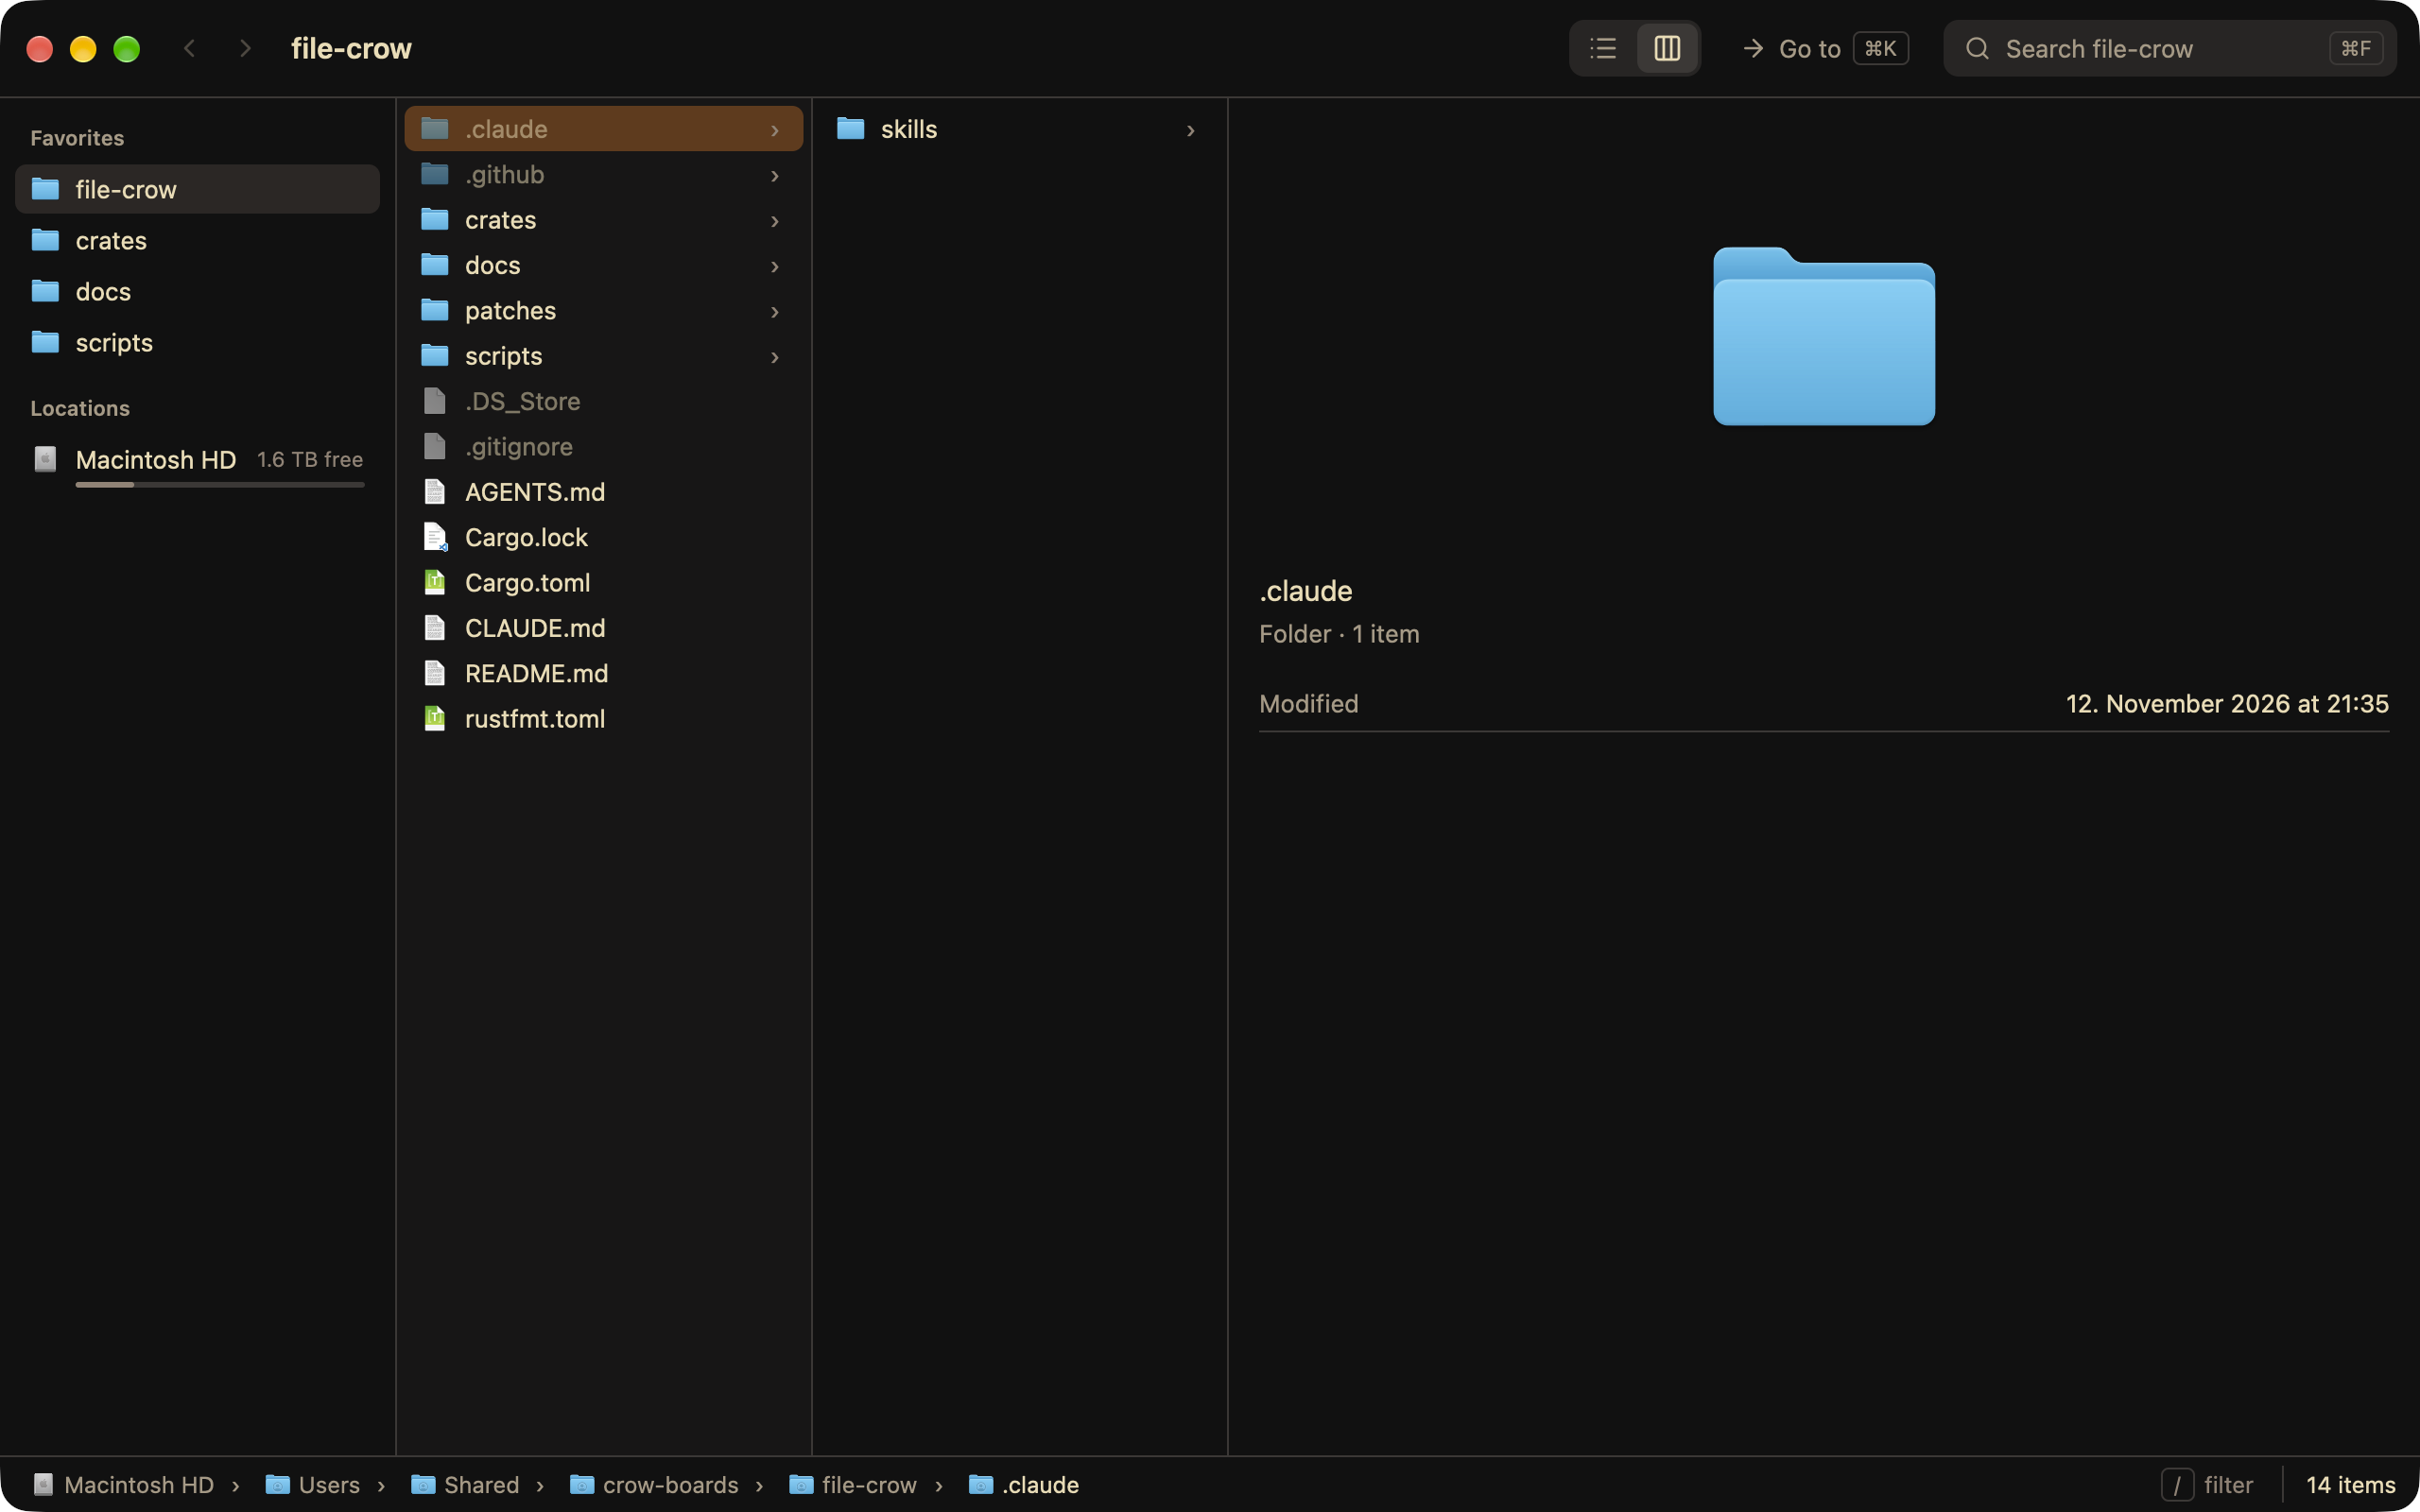 file-crow
Go to ⌘K
Search file-crow ⌘F
Favorites
file-crow
crates
docs
scripts
Locations
Macintosh HD 1.6 TB free
.claude
.github
crates
docs
patches
scripts
.DS_Store
.gitignore
AGENTS.md
Cargo.lock
Cargo.toml
CLAUDE.md
README.md
rustfmt.toml
skills
.claude
Folder · 1 item
Modified 12. November 2026 at 21:35
Macintosh HD › Users › Shared › crow-boards › file-crow › .claude
/ filter
14 items